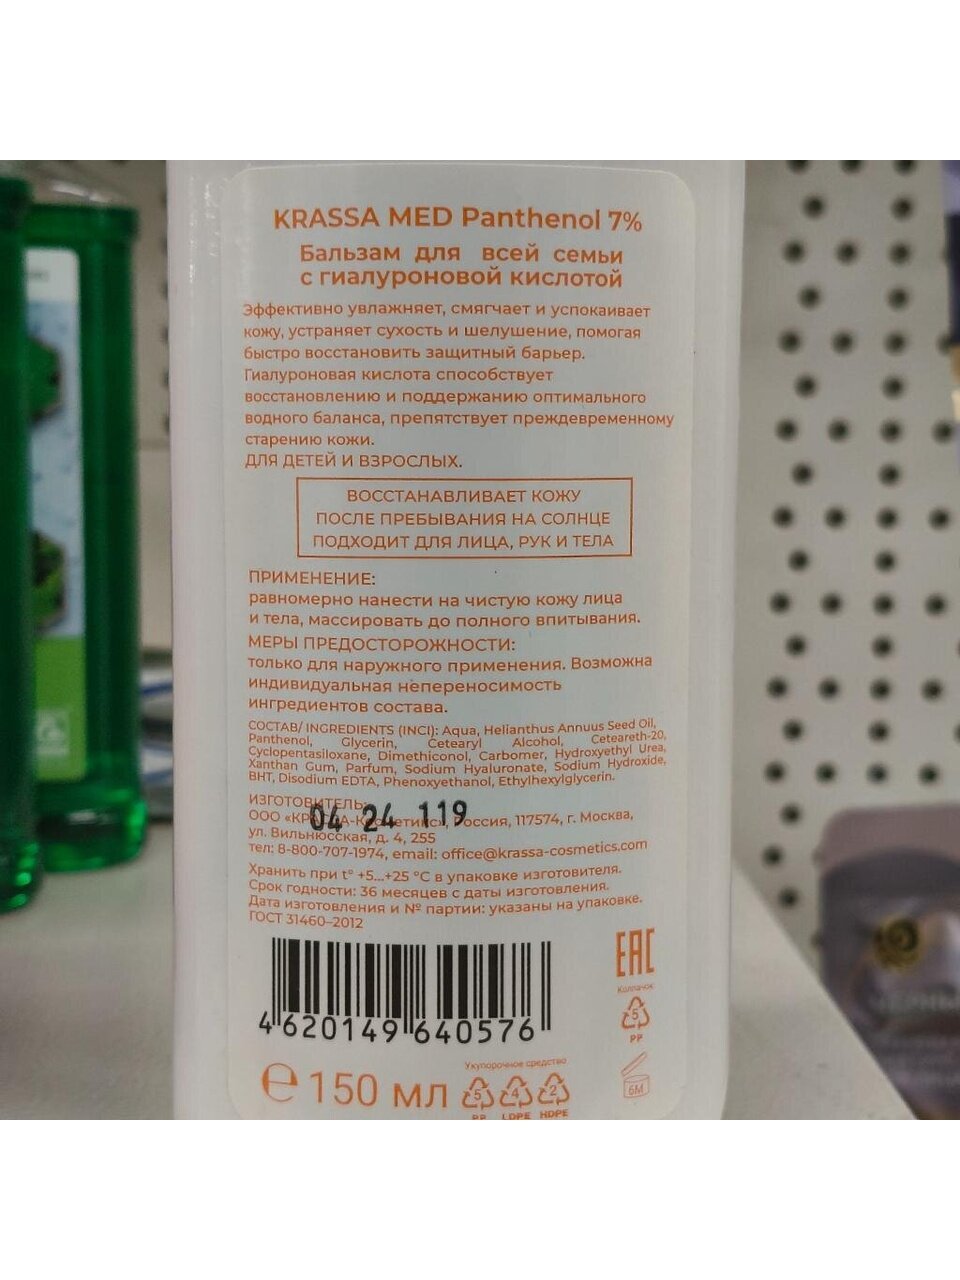 KRASSA MED Panthenol 7%
Бальзам для всей семьи
с гиалуроновой кислотой
Эффективно увлажняет, смягчает и успокаивает
кожу, устраняет сухость и шелушение, помогая
быстро восстановить защитный барьер.
Гиалуроновая кислота способствует
восстановлению и поддержанию оптимального
водного баланса, препятствует преждевременному
старению кожи.
ДЛЯ ДЕТЕЙ И ВЗРОСЛЫХ.
ВОССТАНАВЛИВАЕТ КОЖУ
ПОСЛЕ ПРЕБЫВАНИЯ НА СОЛНЦЕ
ПОДХОДИТ ДЛЯ ЛИЦА, РУК И ТЕЛА
ПРИМЕНЕНИЕ:
равномерно нанести на чистую кожу лица
и тела, массировать до полного впитывания.
МЕРЫ ПРЕДОСТОРОЖНОСТИ:
только для наружного применения. Возможна
индивидуальная непереносимость
ингредиентов состава.
СОСТАВ/ INGREDIENTS (INCI): Aqua, Helianthus Annuus Seed Oil,
Panthenol, Glycerin, Cetearyl Alcohol, Ceteareth-20,
Cyclopentasiloxane, Dimethiconol, Carbomer, Hydroxyethyl Urea,
Xanthan Gum, Parfum, Sodium Hyaluronate, Sodium Hydroxide,
BHT, Disodium EDTA, Phenoxyethanol, Ethylhexylglycerin.
ИЗГОТОВИТЕЛЬ:
04 24 119
ООО «КРАССА-Косметикс», Россия, 117574, г. Москва,
ул. Вильнюсская, д. 4, 255
тел: 8-800-707-1974, email: office@krassa-cosmetics.com
Хранить при t° +5...+25 °C в упаковке изготовителя.
Срок годности: 36 месяцев с даты изготовления.
Дата изготовления и № партии: указаны на упаковке.
ГОСТ 31460-2012
EAC
Колпачок
5
PP
4 620149 640576
Укупорочное средство
e 150 мл
5 4 2
PP LDPE HDPE
6M